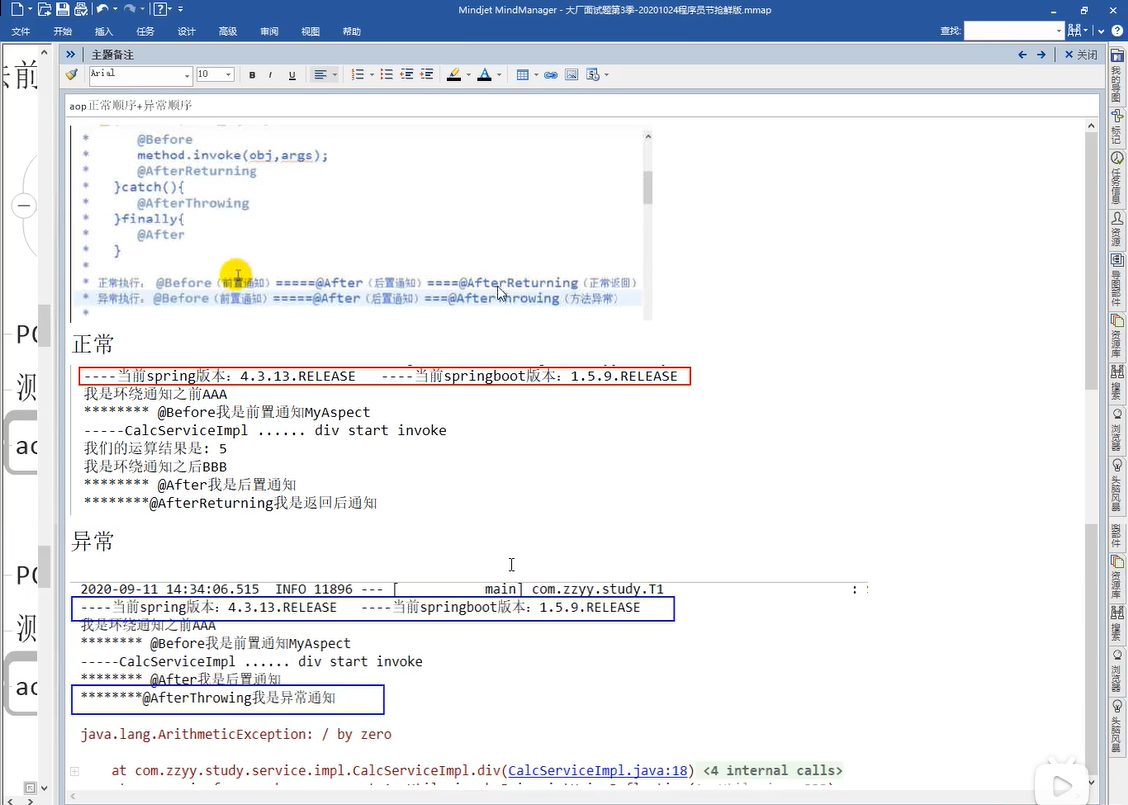 Mindjet MindManager - 大厂面试题第3季-20201024程序员节抢鲜版.mmap
文件 开始 插入 任务 设计 高级 审阅 视图 帮助
查找:
主题备注
关闭
Arial
10
B I U
aop正常顺序+异常顺序
* @Before
* method.invoke(obj,args);
* @AfterReturning
* }catch(){
* @AfterThrowing
* }finally{
* @After
* }
*
* 正常执行: @Before(前置通知)=====@After(后置通知)====@AfterReturning(正常返回)
* 异常执行: @Before(前置通知)=====@After(后置通知)===@AfterThrowing(方法异常)
*
正常
----当前spring版本: 4.3.13.RELEASE ----当前springboot版本: 1.5.9.RELEASE
我是环绕通知之前AAA
******** @Before我是前置通知MyAspect
-----CalcServiceImpl ...... div start invoke
我们的运算结果是: 5
我是环绕通知之后BBB
******** @After我是后置通知
********@AfterReturning我是返回后通知
异常
2020-09-11 14:34:06.515 INFO 11896 --- [ main] com.zzyy.study.T1 :
----当前spring版本: 4.3.13.RELEASE ----当前springboot版本: 1.5.9.RELEASE
我是环绕通知之前AAA
******** @Before我是前置通知MyAspect
-----CalcServiceImpl ...... div start invoke
******** @After我是后置通知
********@AfterThrowing我是异常通知
java.lang.ArithmeticException: / by zero
at com.zzyy.study.service.impl.CalcServiceImpl.div(CalcServiceImpl.java:18) <4 internal calls>
前
PO
测
ao
PO
测
ao
我的导图
标记
任务信息
资源
导图部件
资源库
搜索
浏览器
头脑风暴
部件
资源库
搜索
浏览器
头脑风暴